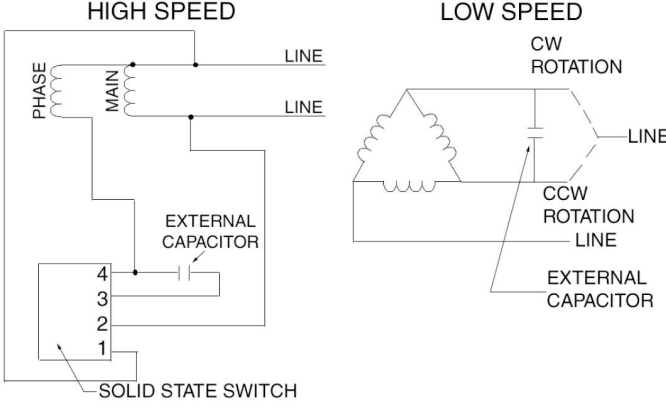 HIGH SPEED
LINE
PHASE
MAIN
LINE
EXTERNAL
CAPACITOR
4
3
2
1
SOLID STATE SWITCH
LOW SPEED
CW
ROTATION
LINE
CCW
ROTATION
LINE
EXTERNAL
CAPACITOR